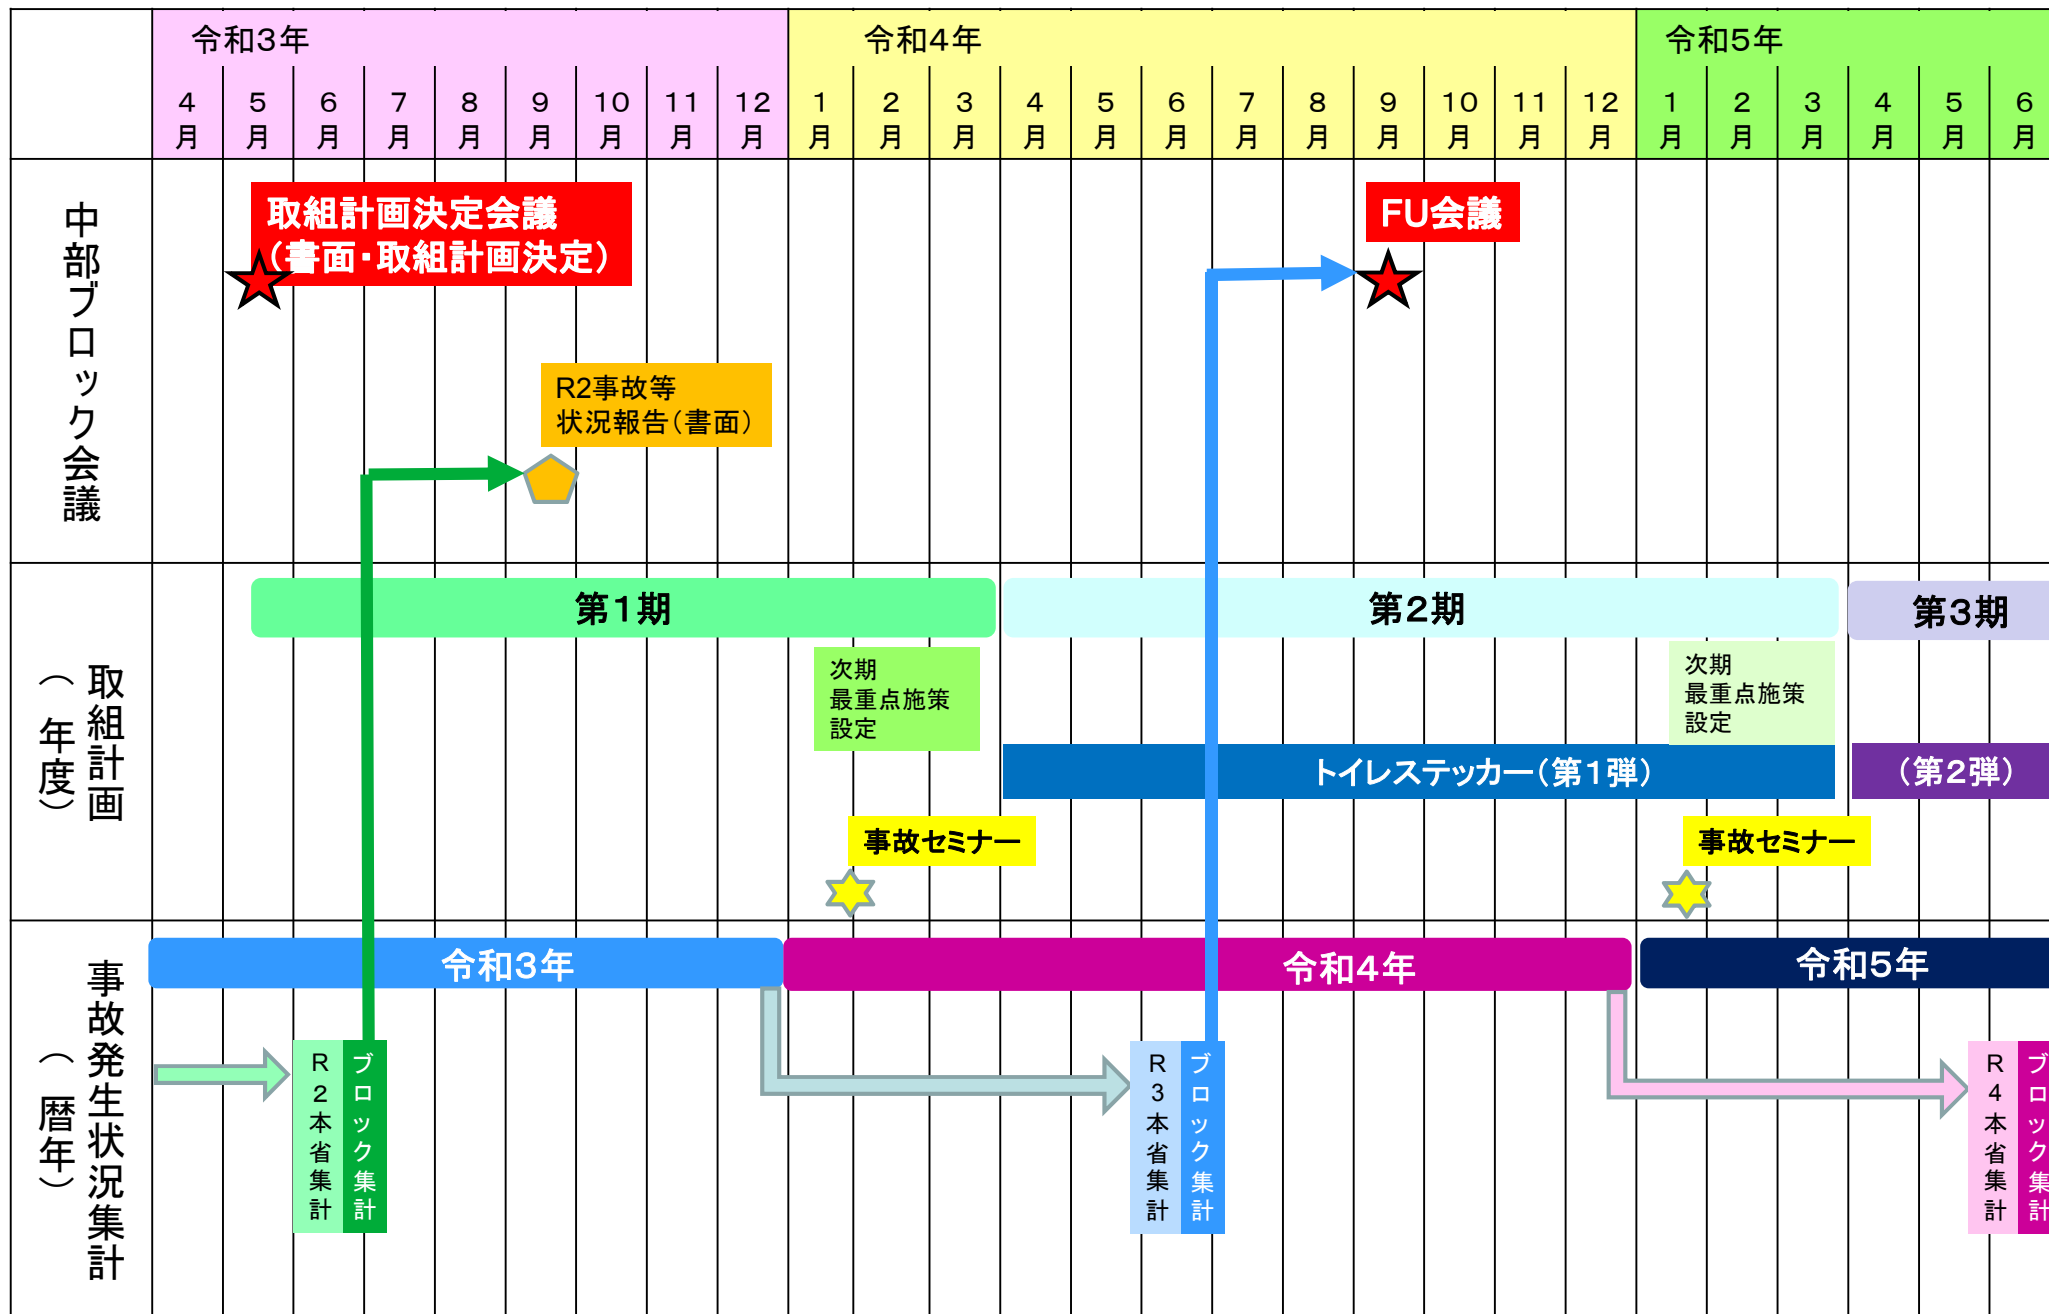 令和3年
令和4年
令和5年
4月
5月
6月
7月
8月
9月
10月
11月
12月
1月
2月
3月
4月
5月
6月
7月
8月
9月
10月
11月
12月
1月
2月
3月
4月
5月
6月
中部ブロック会議
取組計画決定会議
（書面・取組計画決定）
FU会議
R2事故等
状況報告（書面）
取組計画
（年度）
第1期
第2期
第3期
次期
最重点施策
設定
次期
最重点施策
設定
トイレステッカー（第1弾）
（第2弾）
事故セミナー
事故セミナー
事故発生状況集計
（暦年）
令和3年
令和4年
令和5年
R2本省集計
ブロック集計
R3本省集計
ブロック集計
R4本省集計
ブロック集計